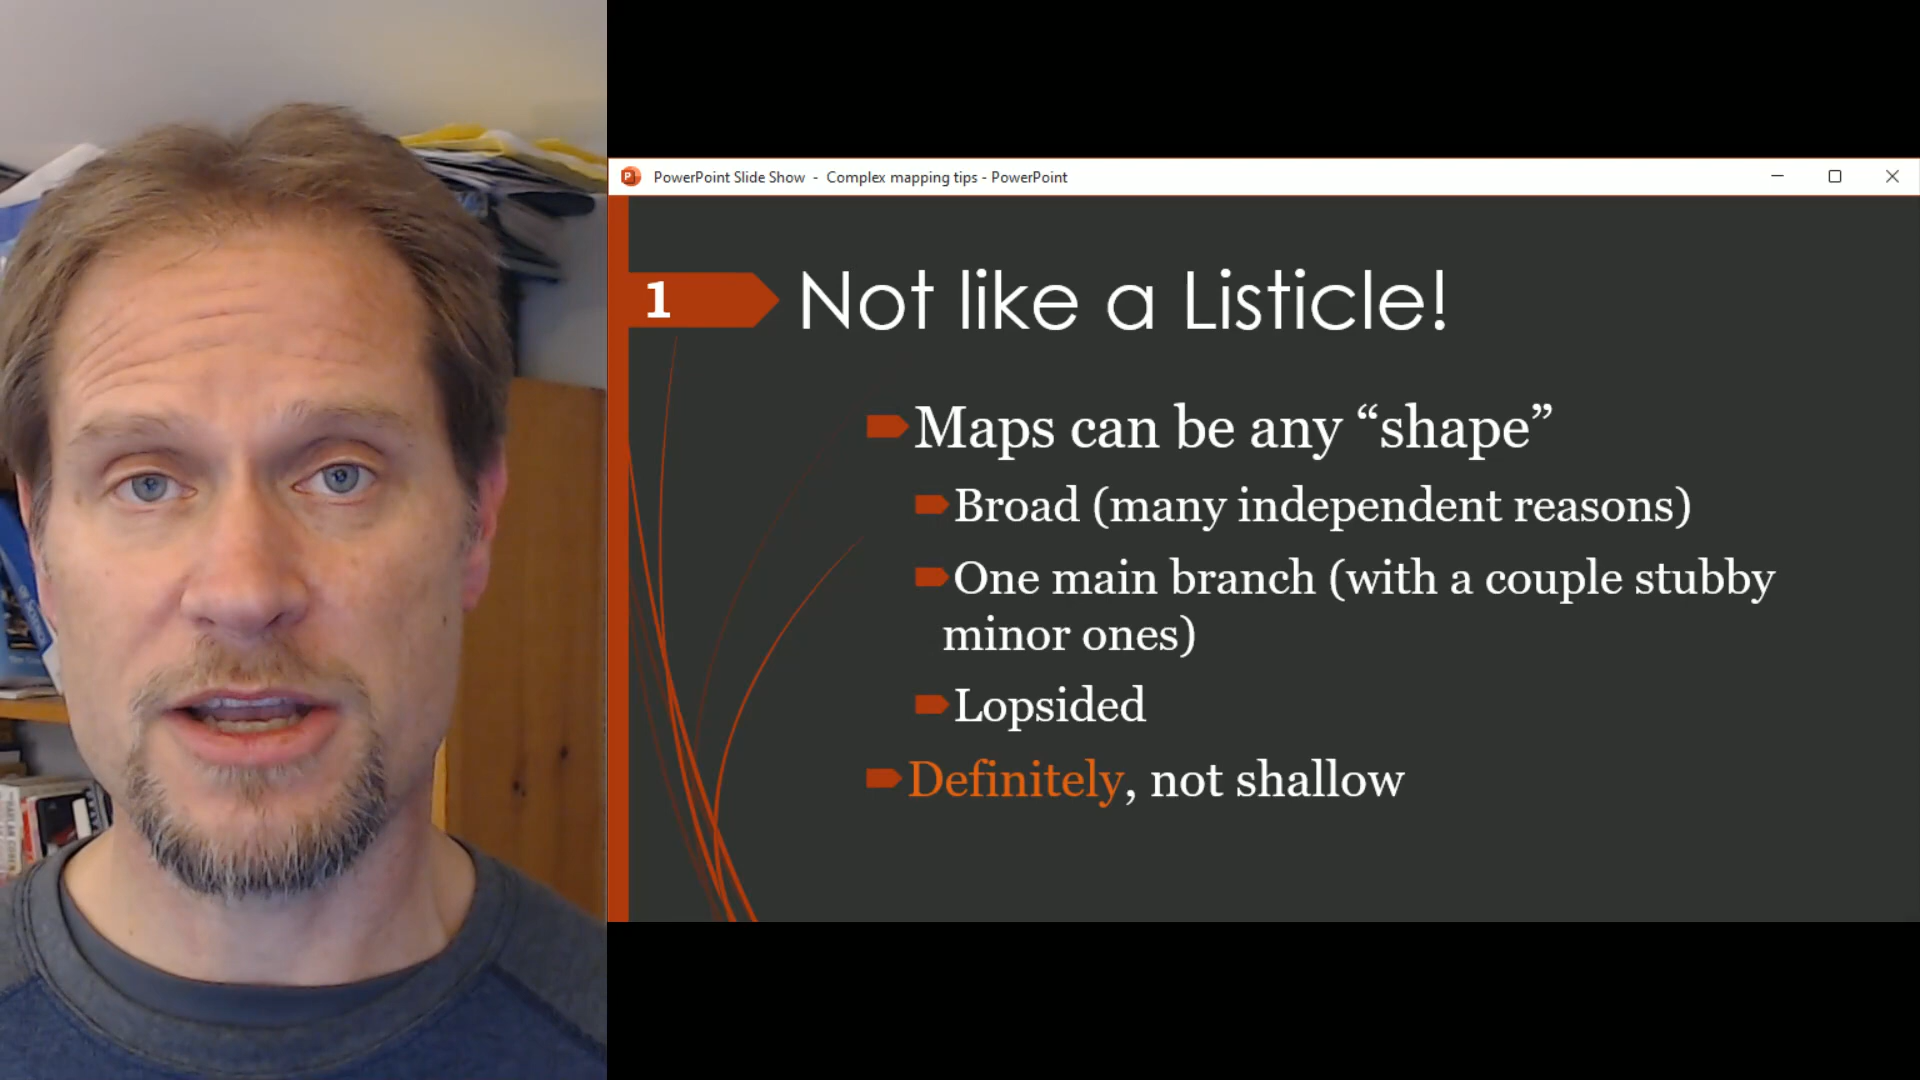 PowerPoint Slide Show - Complex mapping tips - PowerPoint
1
Not like a Listicle!
Maps can be any “shape”
Broad (many independent reasons)
One main branch (with a couple stubby
minor ones)
Lopsided
Definitely, not shallow